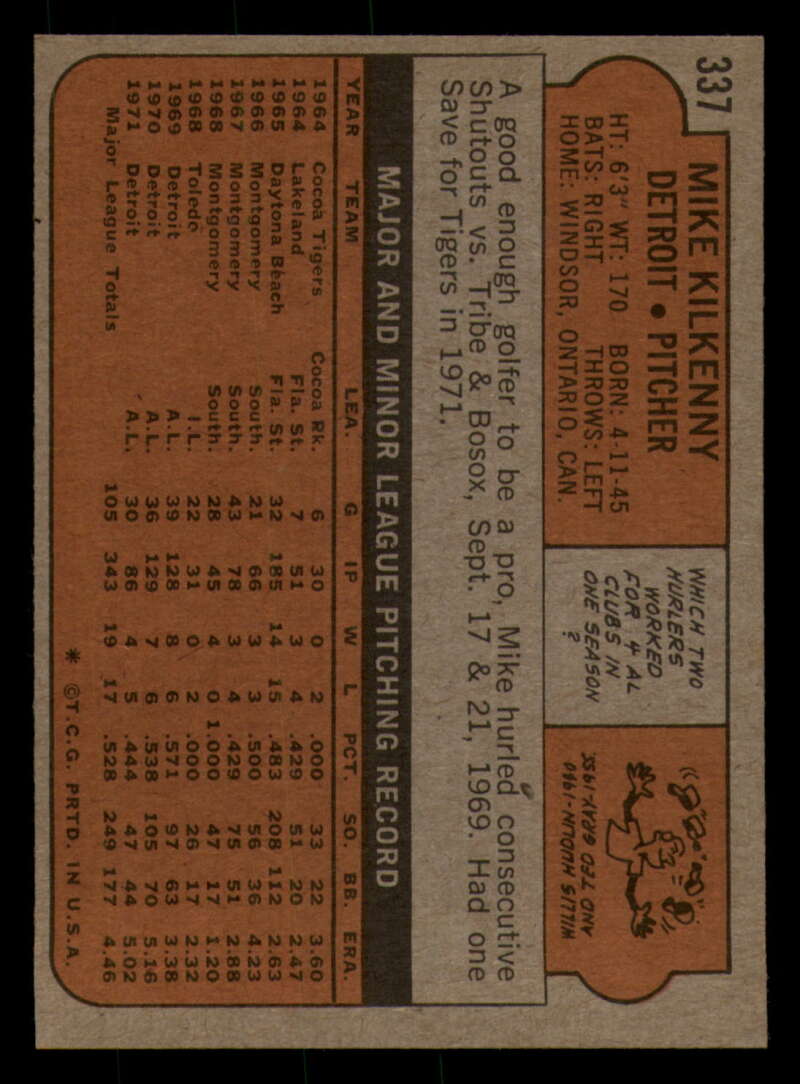 337
MIKE KILKENNY
DETROIT • PITCHER
HT: 6'3" WT: 170 BORN: 4-11-45
BATS: RIGHT THROWS: LEFT
HOME: WINDSOR, ONTARIO, CAN.
WHICH TWO
HURLERS
WORKED
FOR 4 AL
CLUBS IN
ONE SEASON
?
WILLIS HUDLIN-1940
AND TED GRAY-1955
A good enough golfer to be a pro, Mike hurled consecutive
Shutouts vs. Tribe & Bosox, Sept. 17 & 21, 1969. Had one
Save for Tigers in 1971.
MAJOR AND MINOR LEAGUE PITCHING RECORD
YEAR TEAM LEA. G IP W L PCT. SO. BB. ERA.
1964 Cocoa Tigers Cocoa Rk. 6 30 0 2 .000 33 22 3.60
1964 Lakeland Fla. St. 7 51 3 4 .429 51 20 2.47
1965 Daytona Beach Fla. St. 32 185 14 15 .483 208 112 2.63
1966 Montgomery South. 21 66 3 3 .500 56 36 4.23
1967 Montgomery South. 43 78 3 4 .429 75 51 2.88
1968 Montgomery South. 28 45 4 0 1.000 47 17 1.20
1968 Toledo I.L. 22 31 0 2 .000 26 17 2.32
1969 Detroit A.L. 39 128 8 6 .571 97 63 3.38
1970 Detroit A.L. 36 129 7 6 .538 105 70 5.16
1971 Detroit A.L. 30 86 4 5 .444 47 44 5.02
Major League Totals 105 343 19 17 .528 249 177 4.46
* ©T.C.G. PRTD. IN U.S.A.